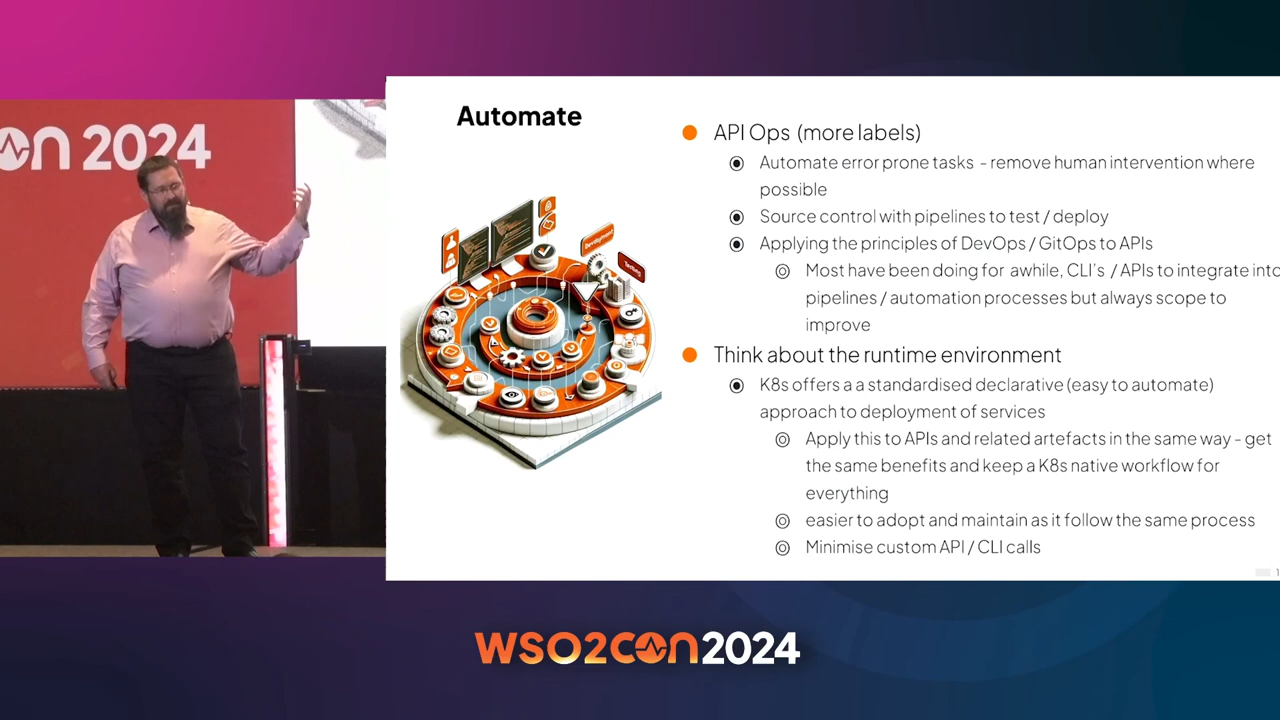 con 2024
Automate
API Ops (more labels)
Automate error prone tasks - remove human intervention where
possible
Source control with pipelines to test / deploy
Applying the principles of DevOps / GitOps to APIs
Most have been doing for awhile, CLI's / APIs to integrate into
pipelines / automation processes but always scope to
improve
Think about the runtime environment
K8s offers a a standardised declarative (easy to automate)
approach to deployment of services
Apply this to APIs and related artefacts in the same way - get
the same benefits and keep a K8s native workflow for
everything
easier to adopt and maintain as it follow the same process
Minimise custom API / CLI calls
Development
Testing
1
WSO2CON2024